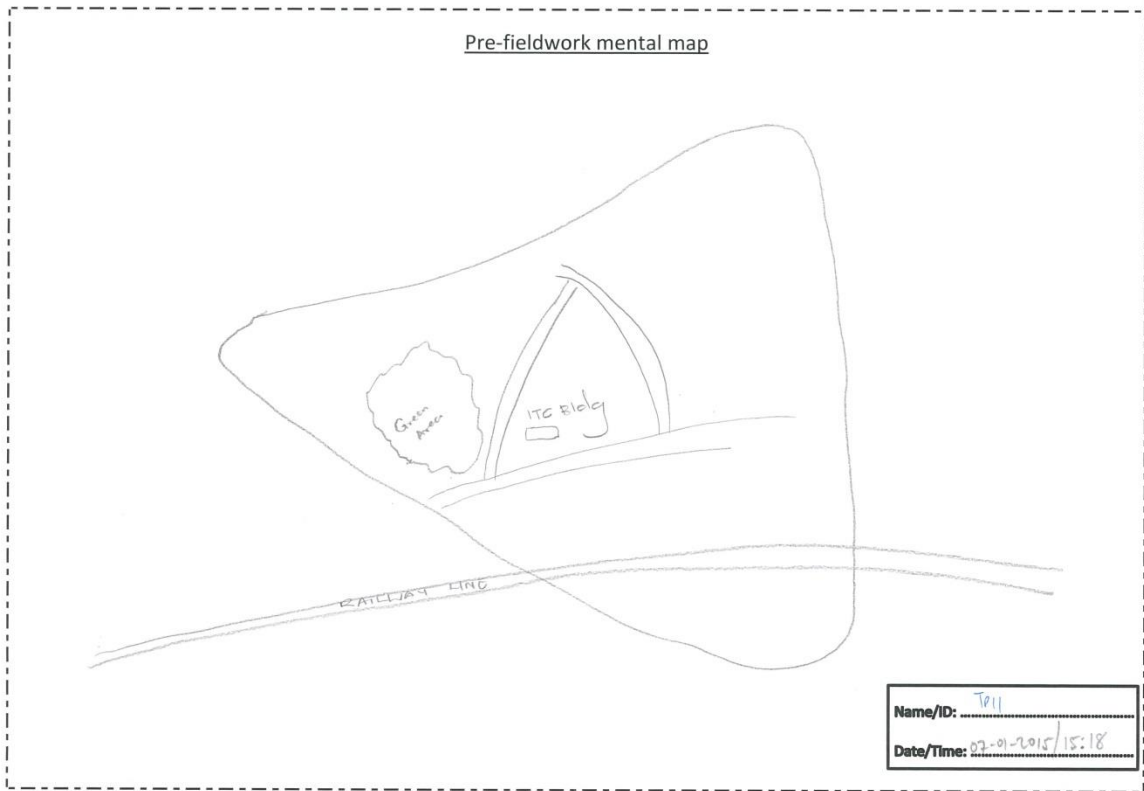 Pre-fieldwork mental map
Green
Area
ITC Bldg
RAILWAY LINE
Name/ID: TP11
Date/Time: 07-01-2015/15:18